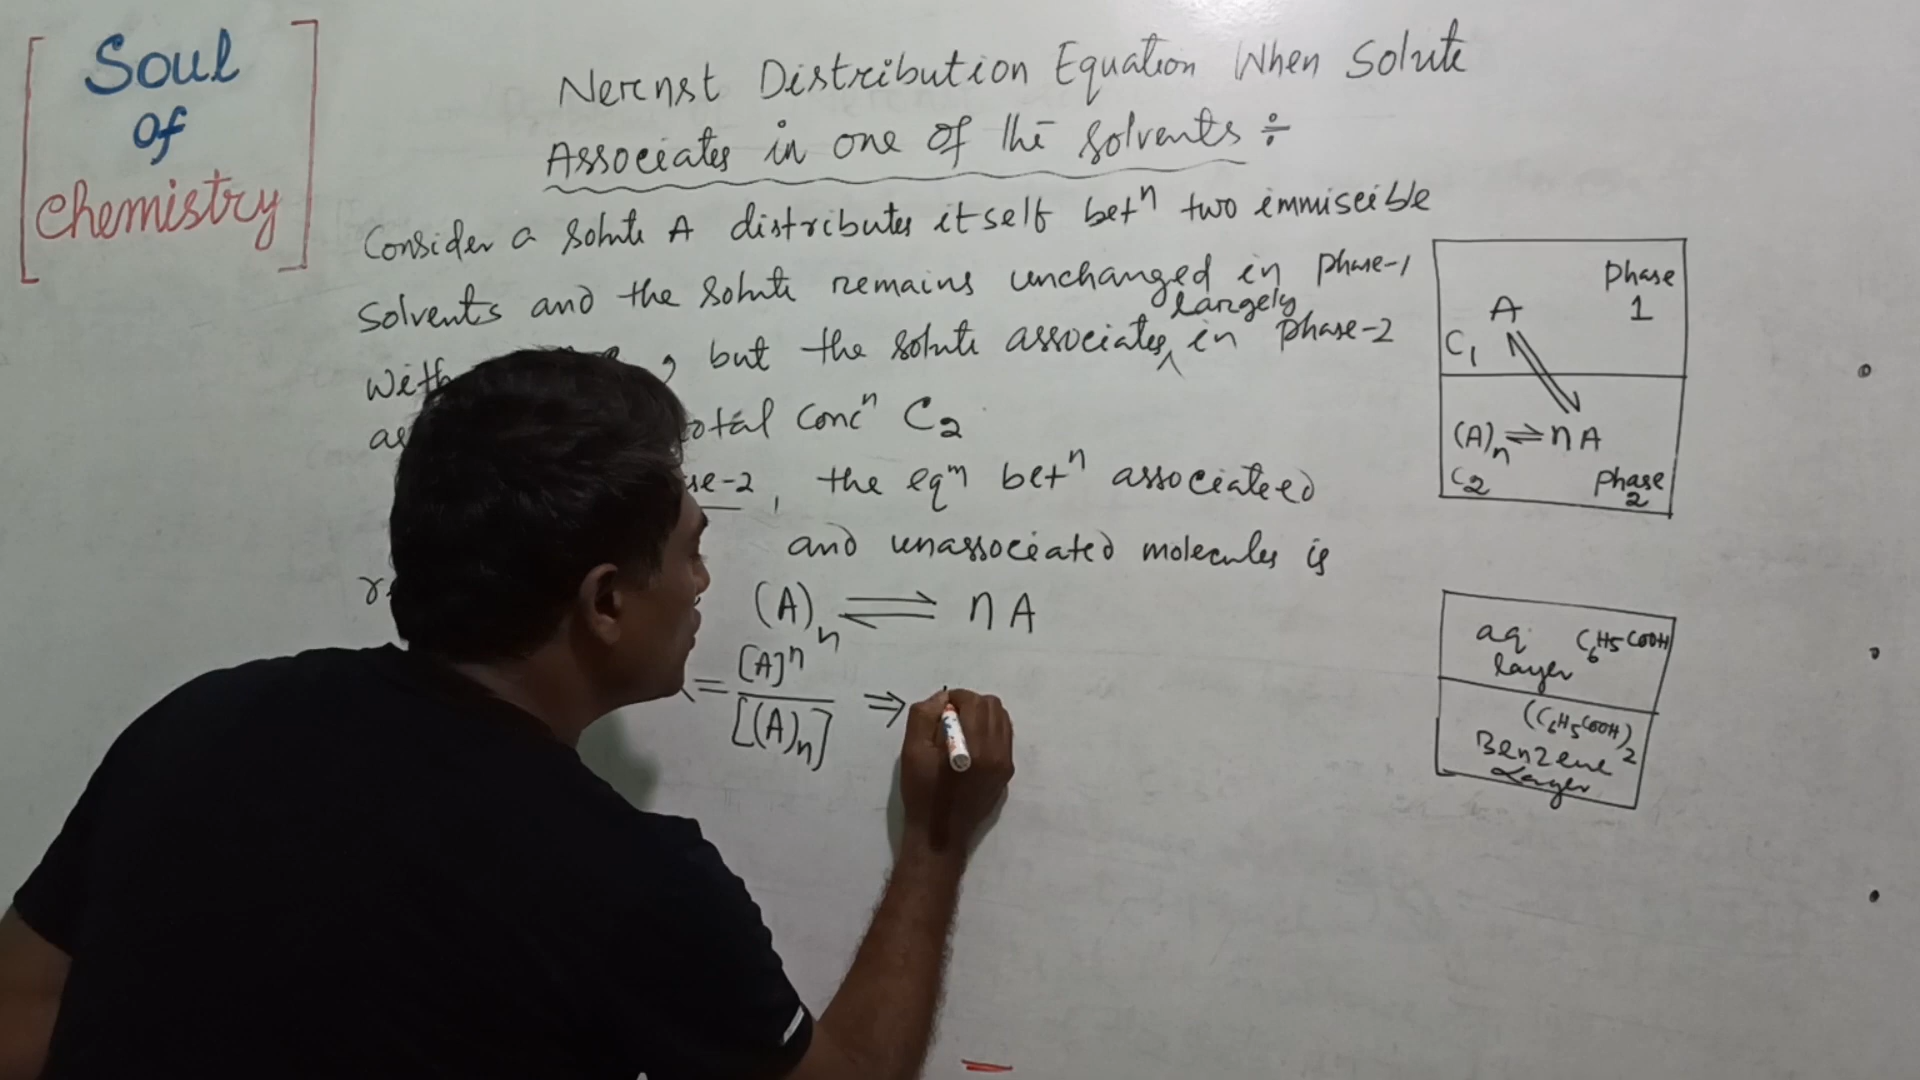 Soul
of
Chemistry
Nernst Distribution Equation When Solute
Associates in one of the solvents ÷
Consider a solute A distributes itself betⁿ two immiscible
solvents and the solute remains unchanged in phase-1
largely
with , but the solute associates ^ in phase-2
total concⁿ C₂
-2, the eqᵐ betⁿ associated
and unassociated molecules is
(A)ₙ ⇌ n A
= [A]ⁿ / [(A)ₙ] ⇒
Phase
1
A
C₁
(A)ₙ ⇌ n A
C₂ Phase
2
aq C₆H₅COOH
layer
(C₆H₅COOH)₂
Benzene
Layer